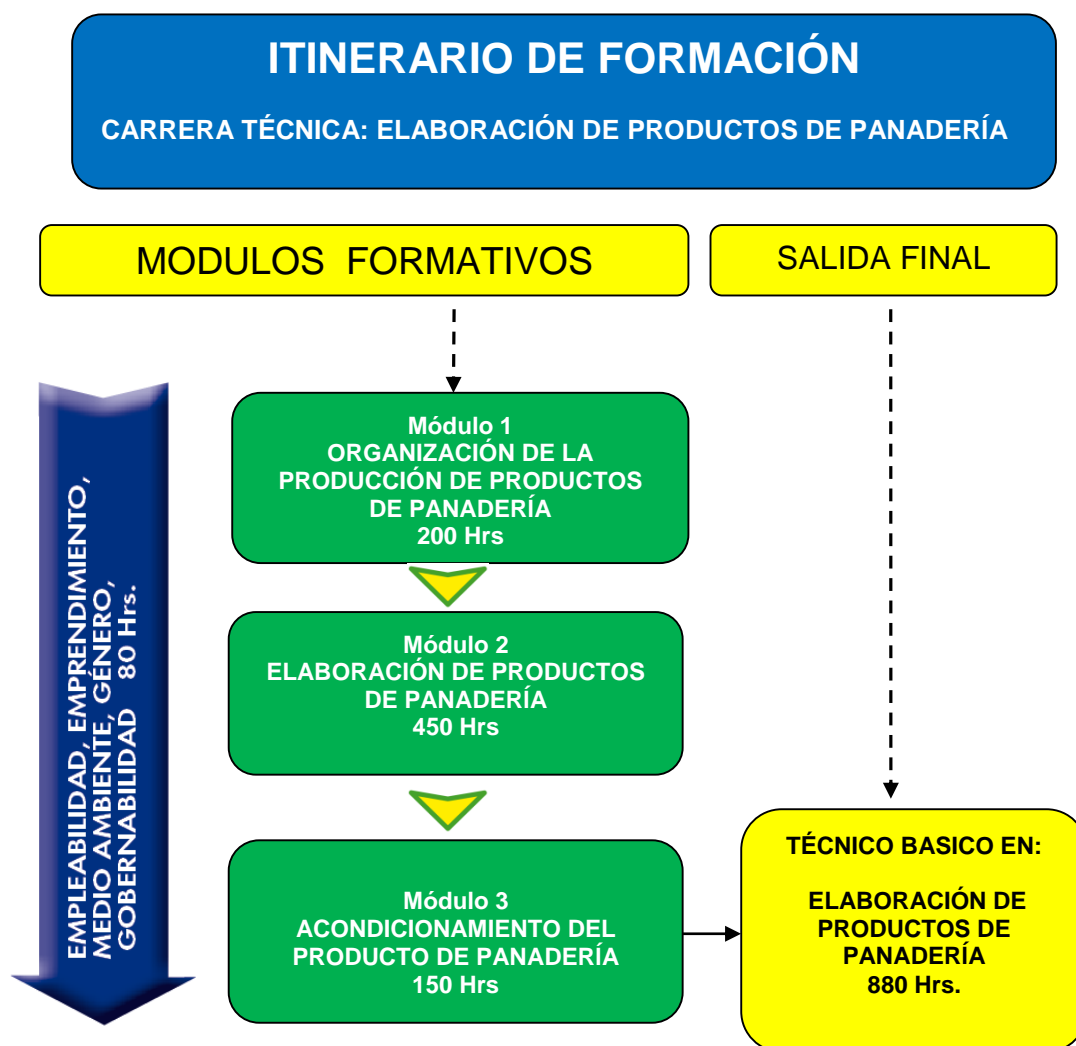 ITINERARIO DE FORMACIÓN
CARRERA TÉCNICA: ELABORACIÓN DE PRODUCTOS DE PANADERÍA
MODULOS FORMATIVOS
SALIDA FINAL
EMPLEABILIDAD, EMPRENDIMIENTO,
MEDIO AMBIENTE, GÉNERO,
GOBERNABILIDAD 80 Hrs.
Módulo 1
ORGANIZACIÓN DE LA
PRODUCCIÓN DE PRODUCTOS
DE PANADERÍA
200 Hrs
Módulo 2
ELABORACIÓN DE PRODUCTOS
DE PANADERÍA
450 Hrs
Módulo 3
ACONDICIONAMIENTO DEL
PRODUCTO DE PANADERÍA
150 Hrs
TÉCNICO BASICO EN:
ELABORACIÓN DE
PRODUCTOS DE
PANADERÍA
880 Hrs.